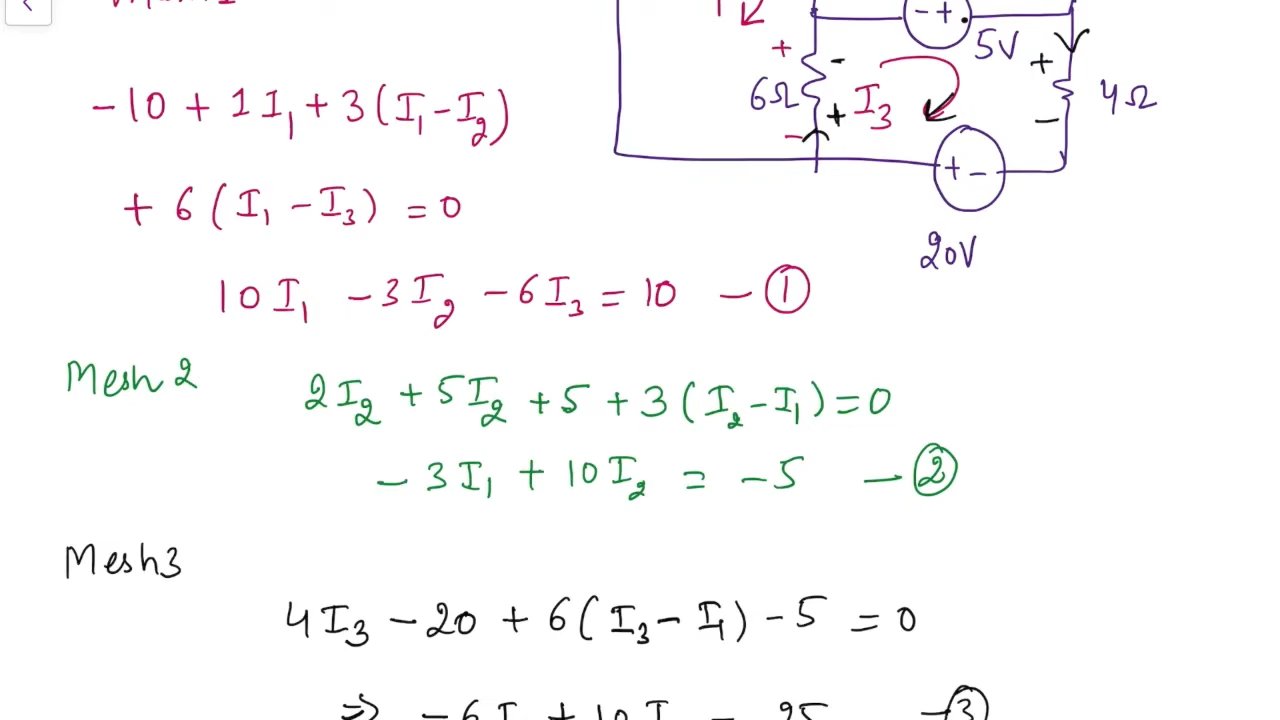 -10 + 1I₁ + 3(I₁-I₂)
+ 6(I₁-I₃) = 0
10I₁ -3I₂ -6I₃ = 10 - ①
Mesh 2
2I₂ + 5I₂ + 5 + 3(I₂-I₁) = 0
-3I₁ + 10I₂ = -5 - ②
Mesh3
4I₃ - 20 + 6(I₃-I₁) - 5 = 0
- +
5V
+
-
6Ω
+
-
+
I₃
+
-
4Ω
+ -
20V